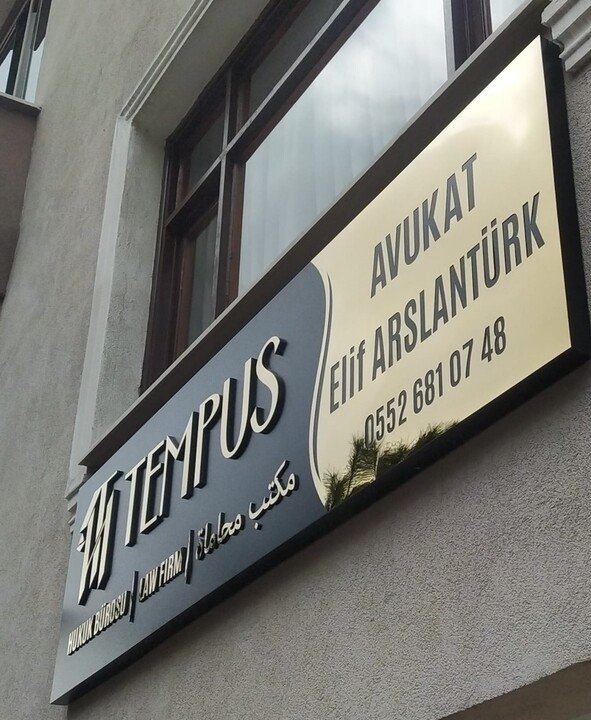 TEMPUS
HUKUK BÜROSU | LAW FIRM | مكتب محاماة
AVUKAT
Elif ARSLANTÜRK
0552 681 07 48